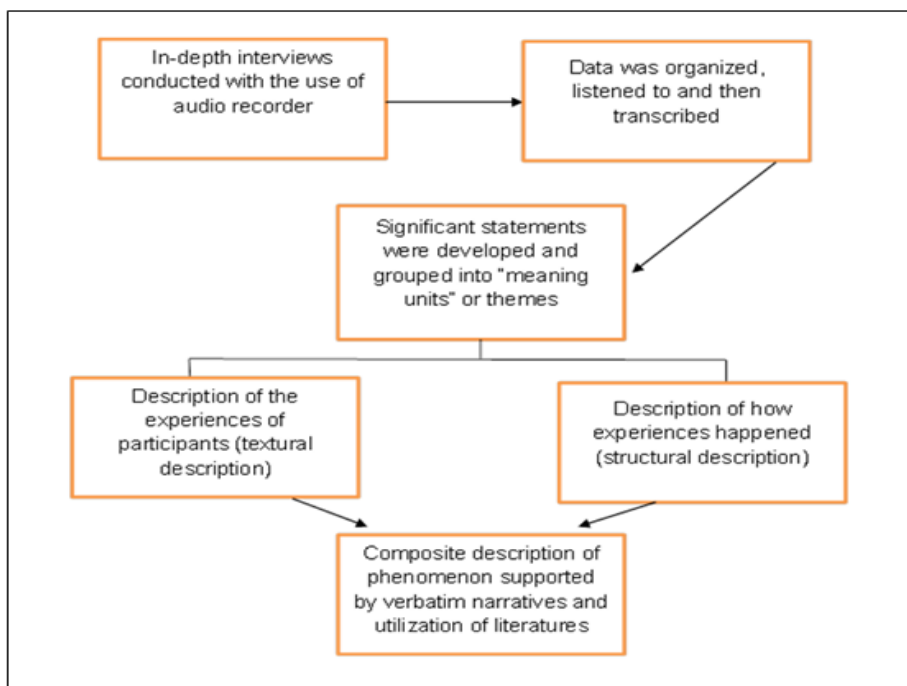 In-depth interviews
conducted with the use of
audio recorder
Data was organized,
listened to and then
transcribed
Significant statements
were developed and
grouped into "meaning
units" or themes
Description of the
experiences of
participants (textural
description)
Description of how
experiences happened
(structural description)
Composite description of
phenomenon supported
by verbatim narratives and
utilization of literatures